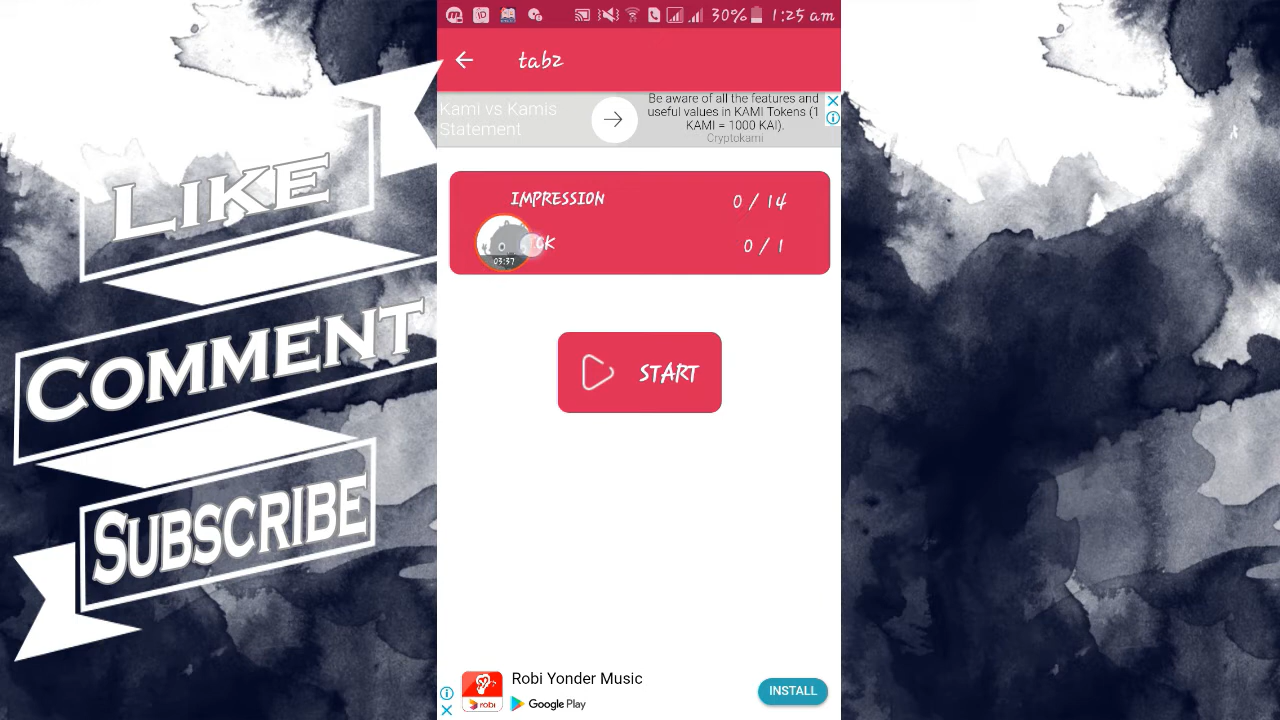 LIKE
COMMENT
SUBSCRIBE
30% 1:25 am
tabz
Kami vs Kamis
Statement
Be aware of all the features and
useful values in KAMI Tokens (1
KAMI = 1000 KAI).
Cryptokami
IMPRESSION 0 / 14
CK 0 / 1
03:37
START
Robi Yonder Music
Google Play
INSTALL
robi